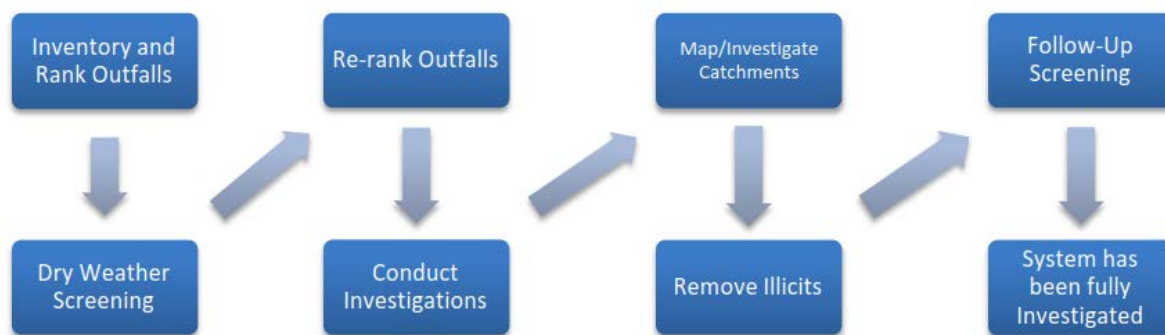 Inventory and
Rank Outfalls
Dry Weather
Screening
Re-rank Outfalls
Conduct
Investigations
Map/Investigate
Catchments
Remove Illicits
Follow-Up
Screening
System has
been fully
Investigated